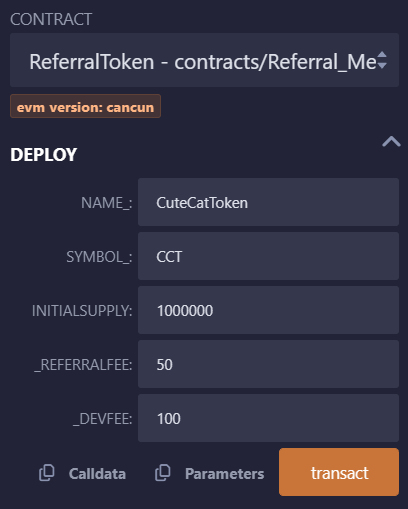 CONTRACT
ReferralToken - contracts/Referral_Me
evm version: cancun
DEPLOY
NAME_: CuteCatToken
SYMBOL_: CCT
INITIALSUPPLY: 1000000
_REFERRALFEE: 50
_DEVFEE: 100
Calldata Parameters transact